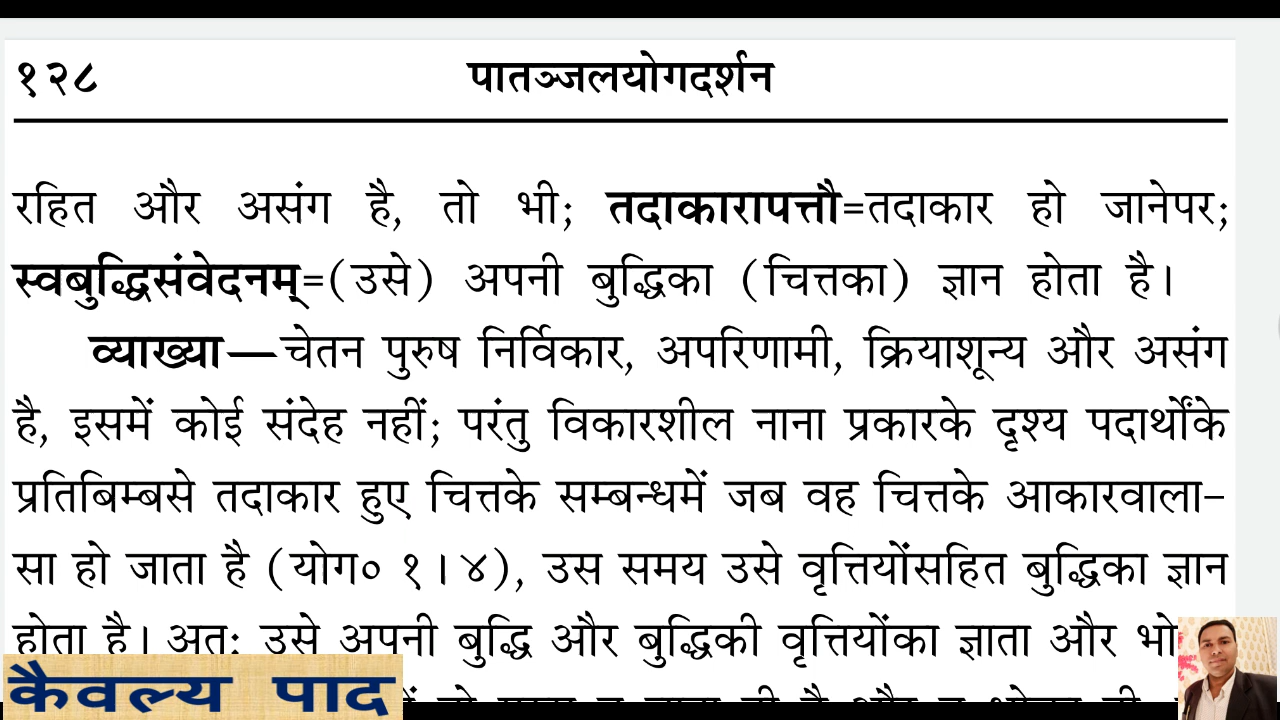 १२८ पातञ्जलयोगदर्शन
रहित और असंग है, तो भी; तदाकारापत्तौ=तदाकार हो जानेपर;
स्वबुद्धिसंवेदनम्=(उसे) अपनी बुद्धिका (चित्तका) ज्ञान होता है।
व्याख्या—चेतन पुरुष निर्विकार, अपरिणामी, क्रियाशून्य और असंग
है, इसमें कोई संदेह नहीं; परंतु विकारशील नाना प्रकारके दृश्य पदार्थोंके
प्रतिबिम्बसे तदाकार हुए चित्तके सम्बन्धमें जब वह चित्तके आकारवाला-
सा हो जाता है (योग० १।४), उस समय उसे वृत्तियोंसहित बुद्धिका ज्ञान
होता है। अतः उसे अपनी बुद्धि और बुद्धिकी वृत्तियोंका ज्ञाता और
कैवल्य पाद